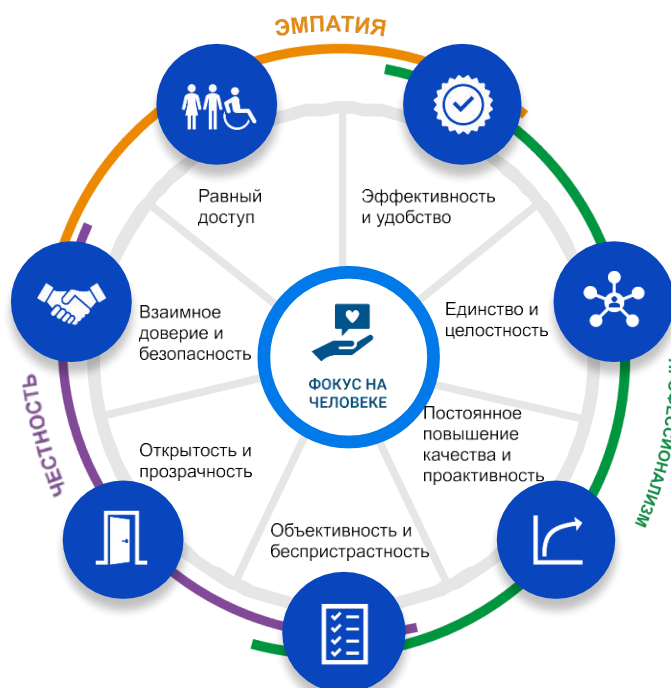 ЭМПАТИЯ
Равный
доступ
Эффективность
и удобство
Взаимное
доверие и
безопасность
Единство и
целостность
ФОКУС НА
ЧЕЛОВЕКЕ
ЧЕСТНОСТЬ
ПРОФЕССИОНАЛИЗМ
Постоянное
повышение
качества и
проактивность
Открытость и
прозрачность
Объективность и
беспристрастность